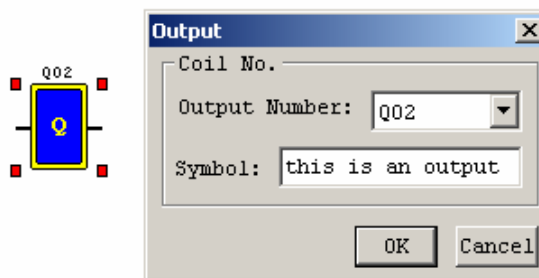 Q02
Q
Output
Coil No.
Output Number: Q02
Symbol: this is an output
OK Cancel